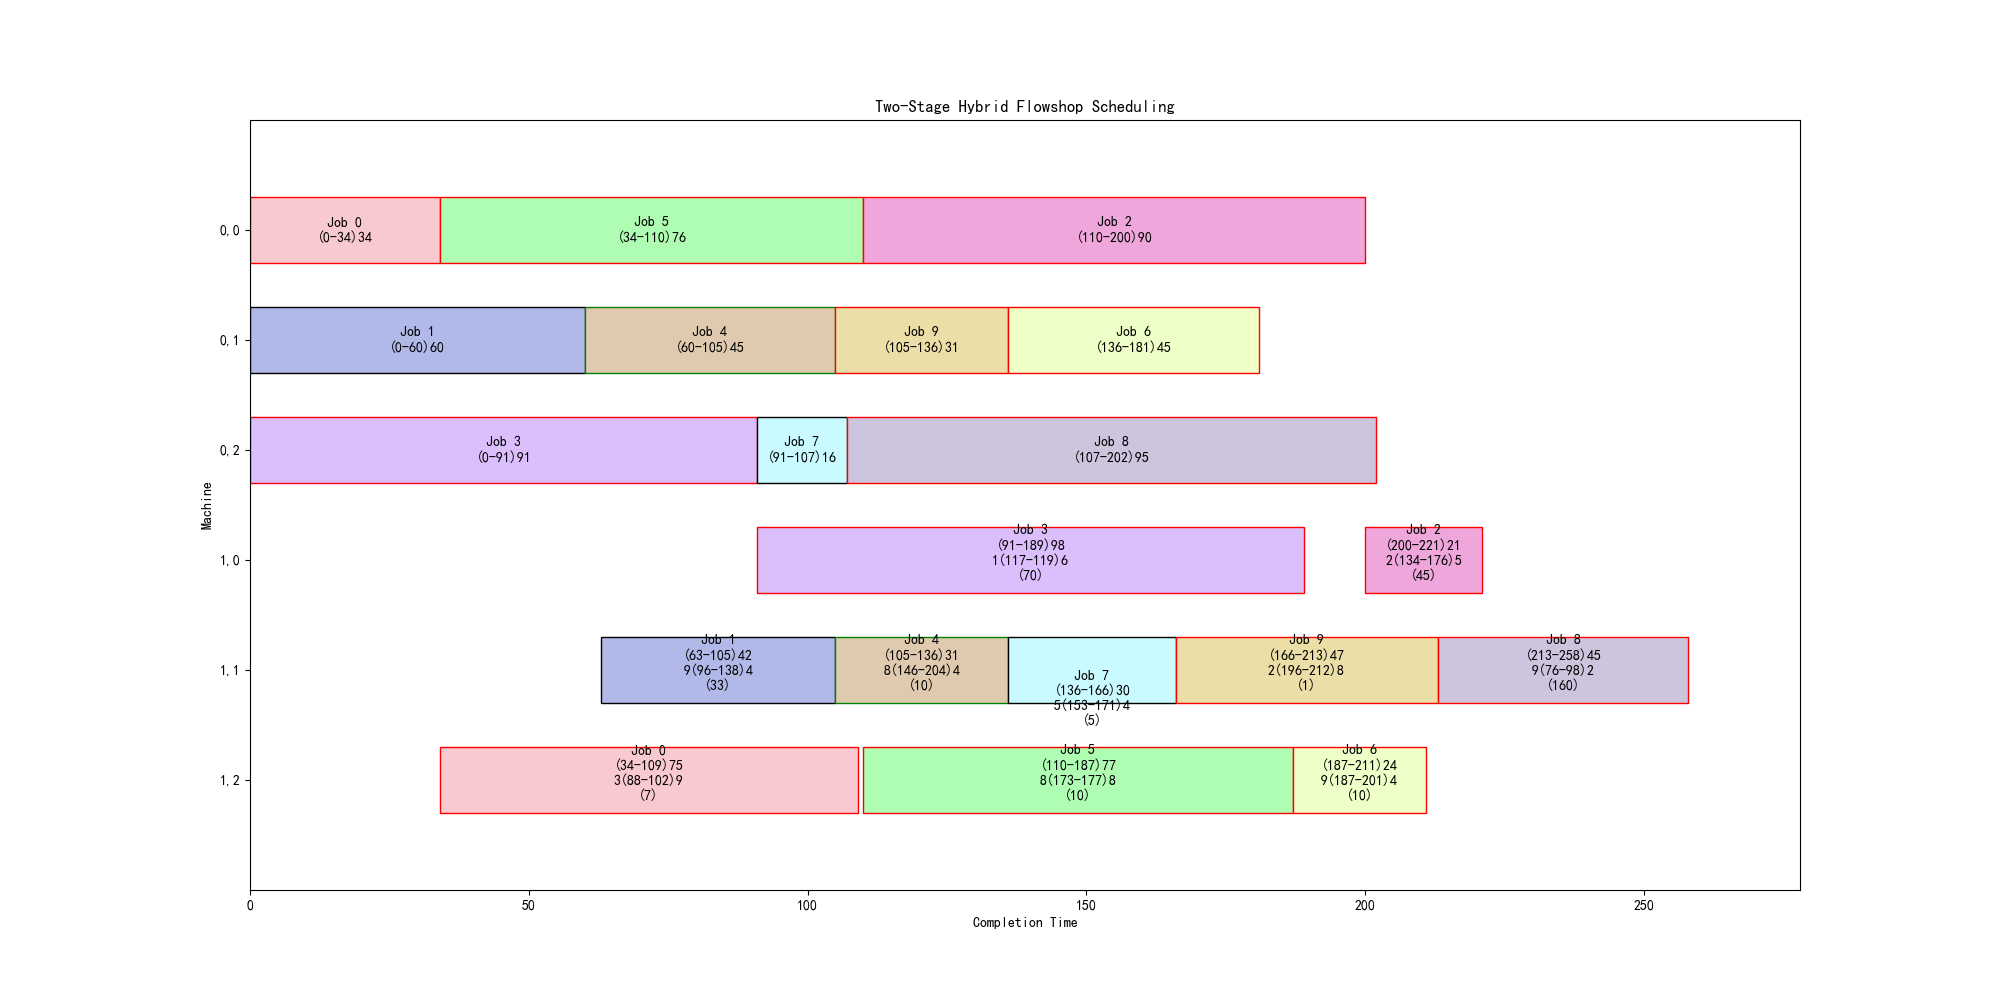 Two-Stage Hybrid Flowshop Scheduling
Machine
0,0
Job 0
(0-34)34
Job 5
(34-110)76
Job 2
(110-200)90
0,1
Job 1
(0-60)60
Job 4
(60-105)45
Job 9
(105-136)31
Job 6
(136-181)45
0,2
Job 3
(0-91)91
Job 7
(91-107)16
Job 8
(107-202)95
1,0
Job 3
(91-189)98
1(117-119)6
(70)
Job 2
(200-221)21
2(134-176)5
(45)
1,1
Job 1
(63-105)42
9(96-138)4
(33)
Job 4
(105-136)31
8(146-204)4
(10)
Job 7
(136-166)30
5(153-171)4
(5)
Job 9
(166-213)47
2(196-212)8
(1)
Job 8
(213-258)45
9(76-98)2
(160)
1,2
Job 0
(34-109)75
3(88-102)9
(7)
Job 5
(110-187)77
8(173-177)8
(10)
Job 6
(187-211)24
9(187-201)4
(10)
0
50
100
150
200
250
Completion Time